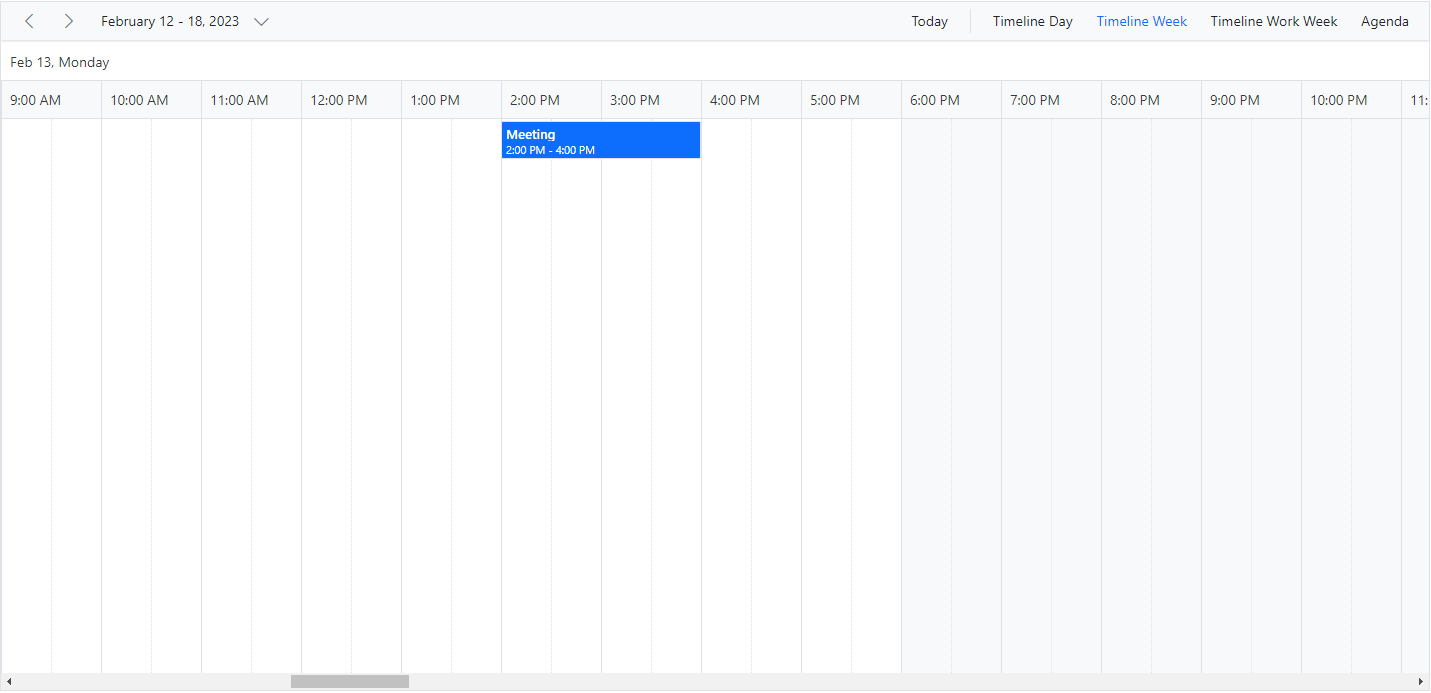 February 12 - 18, 2023 Today Timeline Day Timeline Week Timeline Work Week Agenda
Feb 13, Monday
9:00 AM 10:00 AM 11:00 AM 12:00 PM 1:00 PM 2:00 PM 3:00 PM 4:00 PM 5:00 PM 6:00 PM 7:00 PM 8:00 PM 9:00 PM 10:00 PM 11:
Meeting
2:00 PM - 4:00 PM